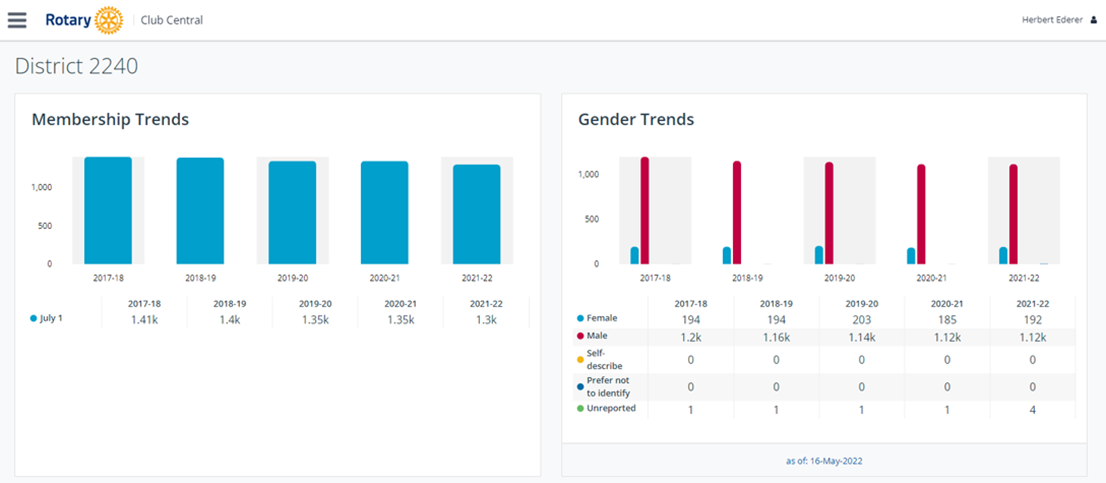 Rotary Club Central Herbert Ederer
District 2240
Membership Trends
1,000
500
0
2017-18 2018-19 2019-20 2020-21 2021-22
2017-18 2018-19 2019-20 2020-21 2021-22
July 1 1.41k 1.4k 1.35k 1.35k 1.3k
Gender Trends
1,000
500
0
2017-18 2018-19 2019-20 2020-21 2021-22
2017-18 2018-19 2019-20 2020-21 2021-22
Female 194 194 203 185 192
Male 1.2k 1.16k 1.14k 1.12k 1.12k
Self-
describe 0 0 0 0 0
Prefer not
to identify 0 0 0 0 0
Unreported 1 1 1 1 4
as of: 16-May-2022